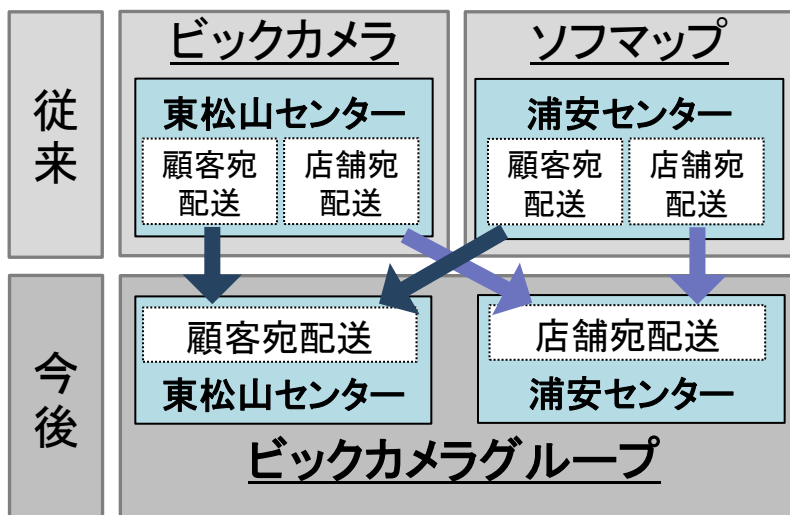 従来
ビックカメラ
東松山センター
顧客宛
配送
店舗宛
配送
ソフマップ
浦安センター
顧客宛
配送
店舗宛
配送
今後
顧客宛配送
東松山センター
店舗宛配送
浦安センター
ビックカメラグループ